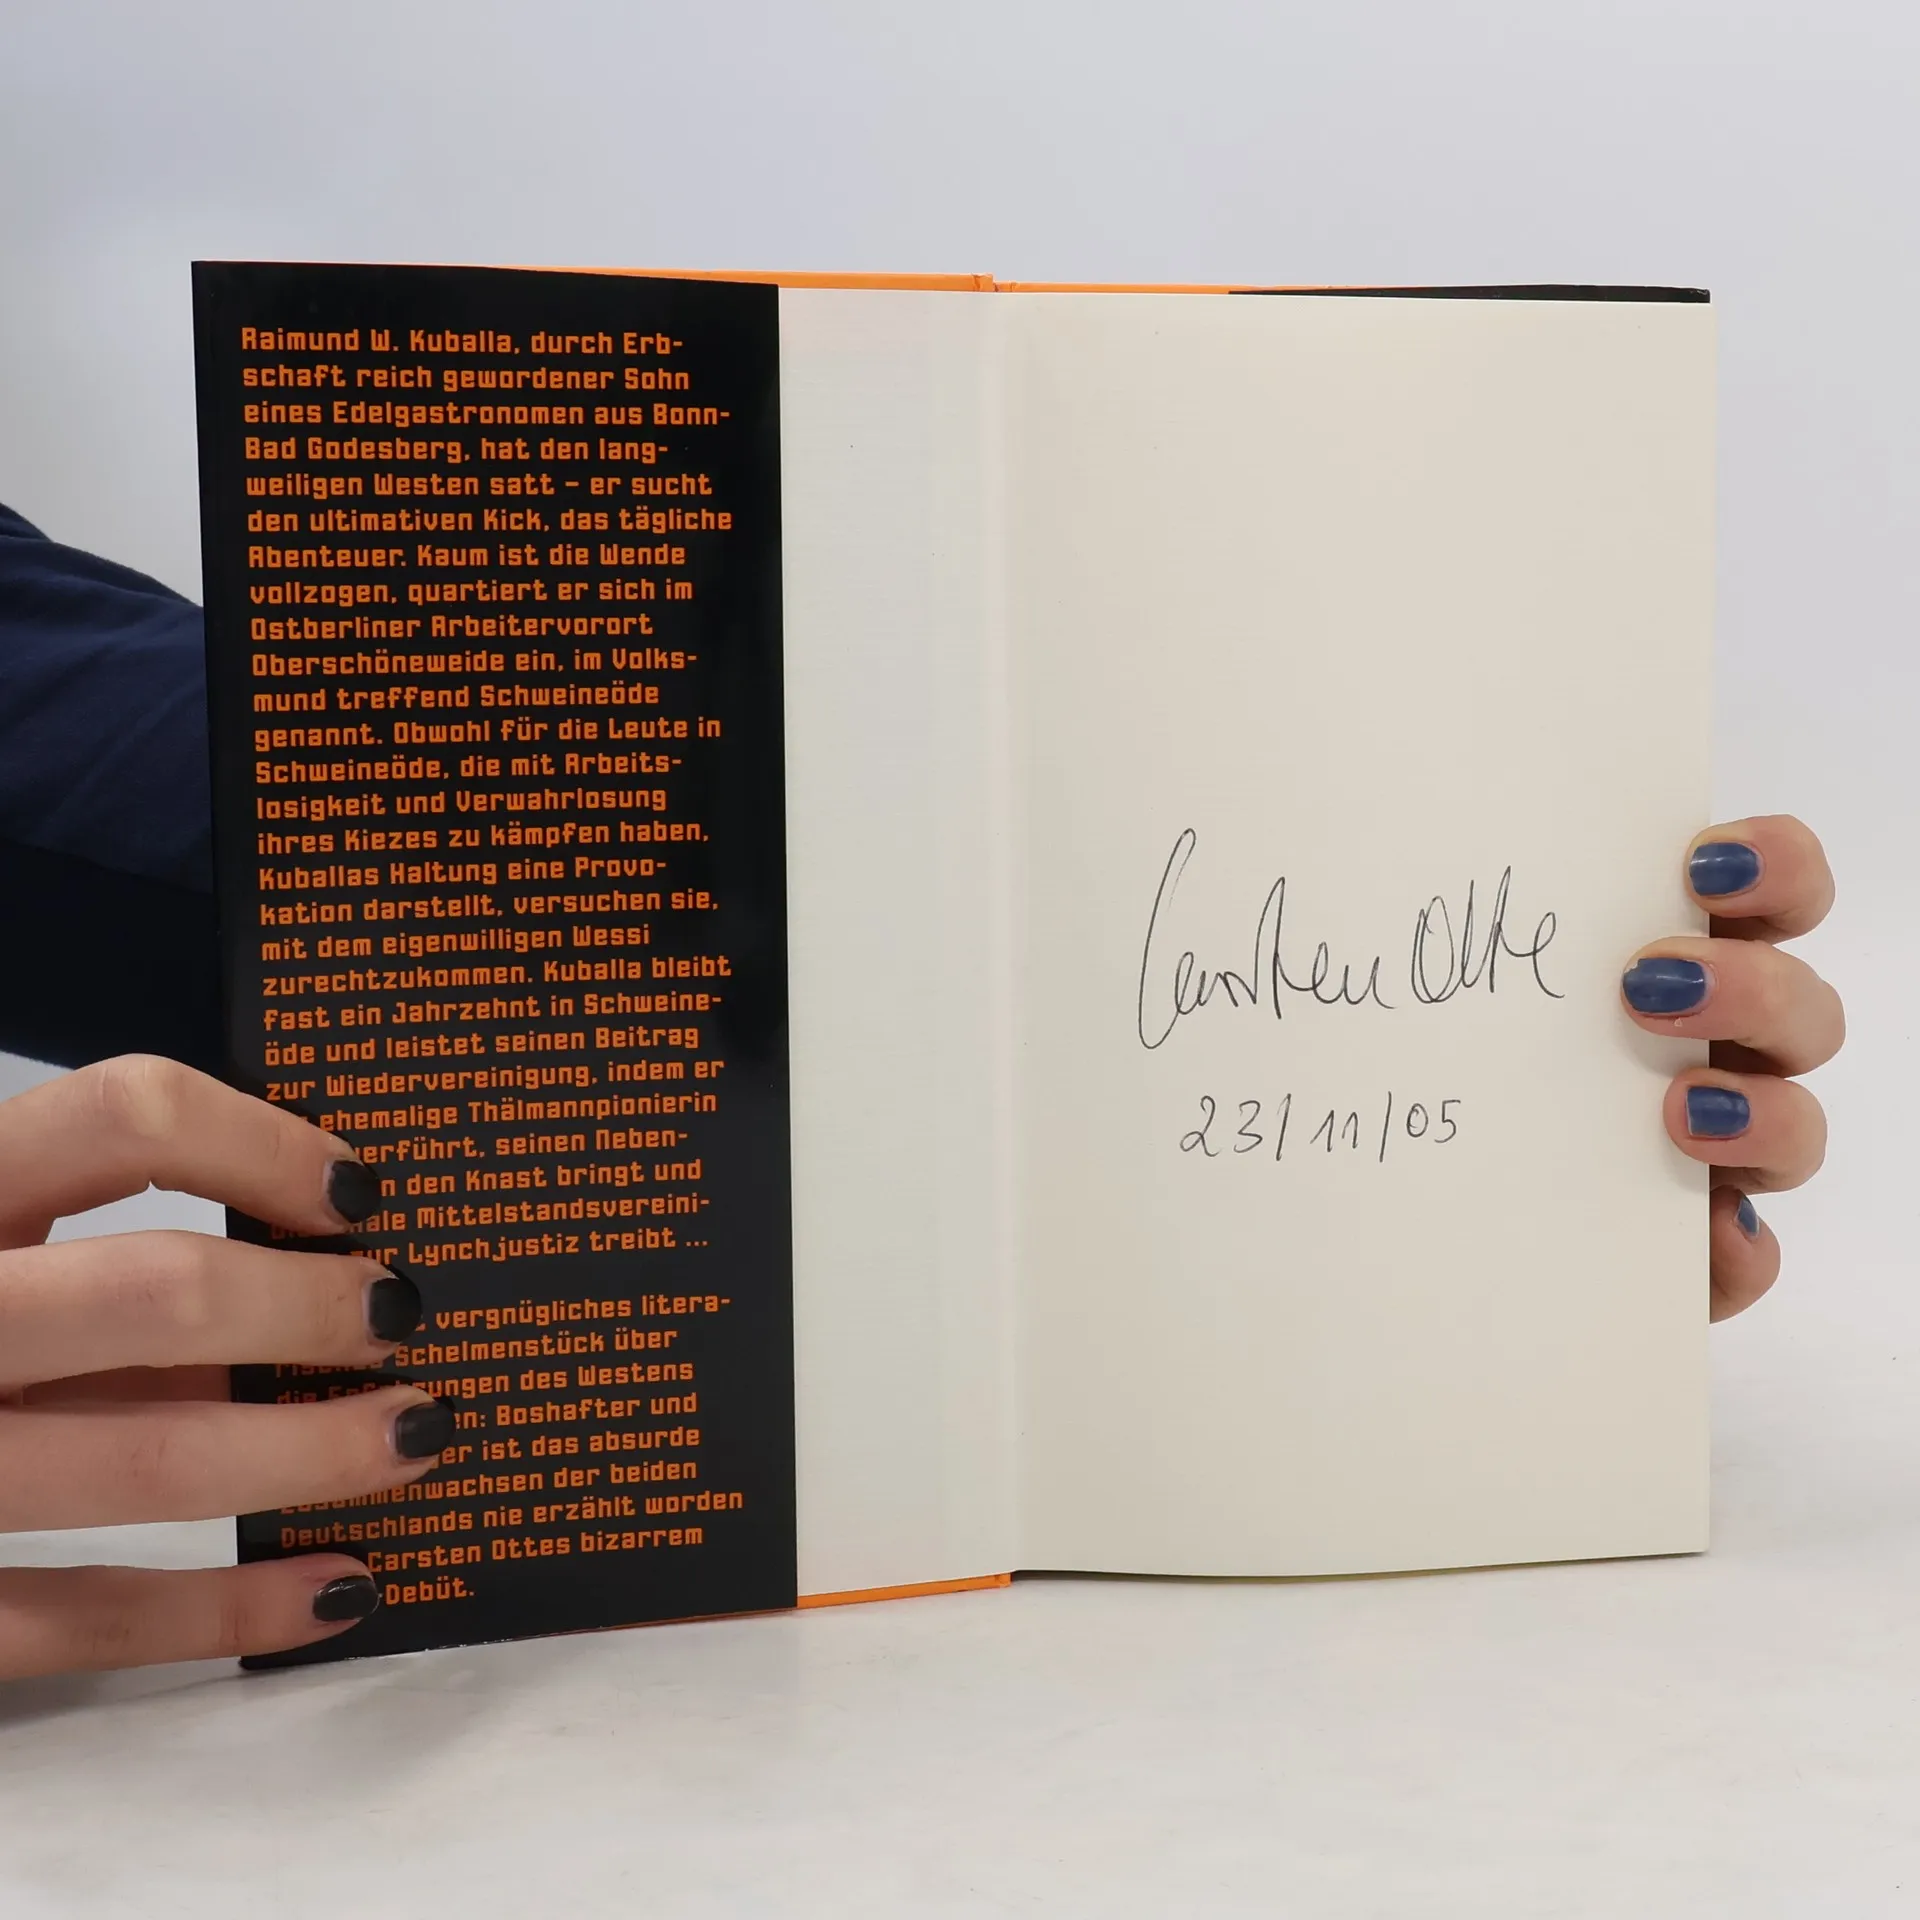 Raimund W. Kuballa, durch Erb-
schaft reich gewordener Sohn
eines Edelgastronomen aus Bonn-
Bad Godesberg, hat den lang-
weiligen Westen satt – er sucht
den ultimativen Kick, das tägliche
Abenteuer. Kaum ist die Wende
vollzogen, quartiert er sich im
Ostberliner Arbeitervorort
Oberschöneweide ein, im Volks-
mund treffend Schweineöde
genannt. Obwohl für die Leute in
Schweineöde, die mit Arbeits-
losigkeit und Verwahrlosung
ihres Kiezes zu kämpfen haben,
Kuballas Haltung eine Provo-
kation darstellt, versuchen sie,
mit dem eigenwilligen Wessi
zurechtzukommen. Kuballa bleibt
fast ein Jahrzehnt in Schweine-
öde und leistet seinen Beitrag
zur Wiedervereinigung, indem er
ehemalige Thälmannpionierin
verführt, seinen Neben-
den Knast bringt und
Mittelstandsvereini-
zur Lynchjustiz treibt ...
vergnügliches litera-
Schelmenstück über
die des Westens
Boshafter und
ist das absurde
Zusammenwachsen der beiden
Deutschlands nie erzählt worden
Carsten Ottes bizarrem
Debüt.
Carsten Otte
23/11/05